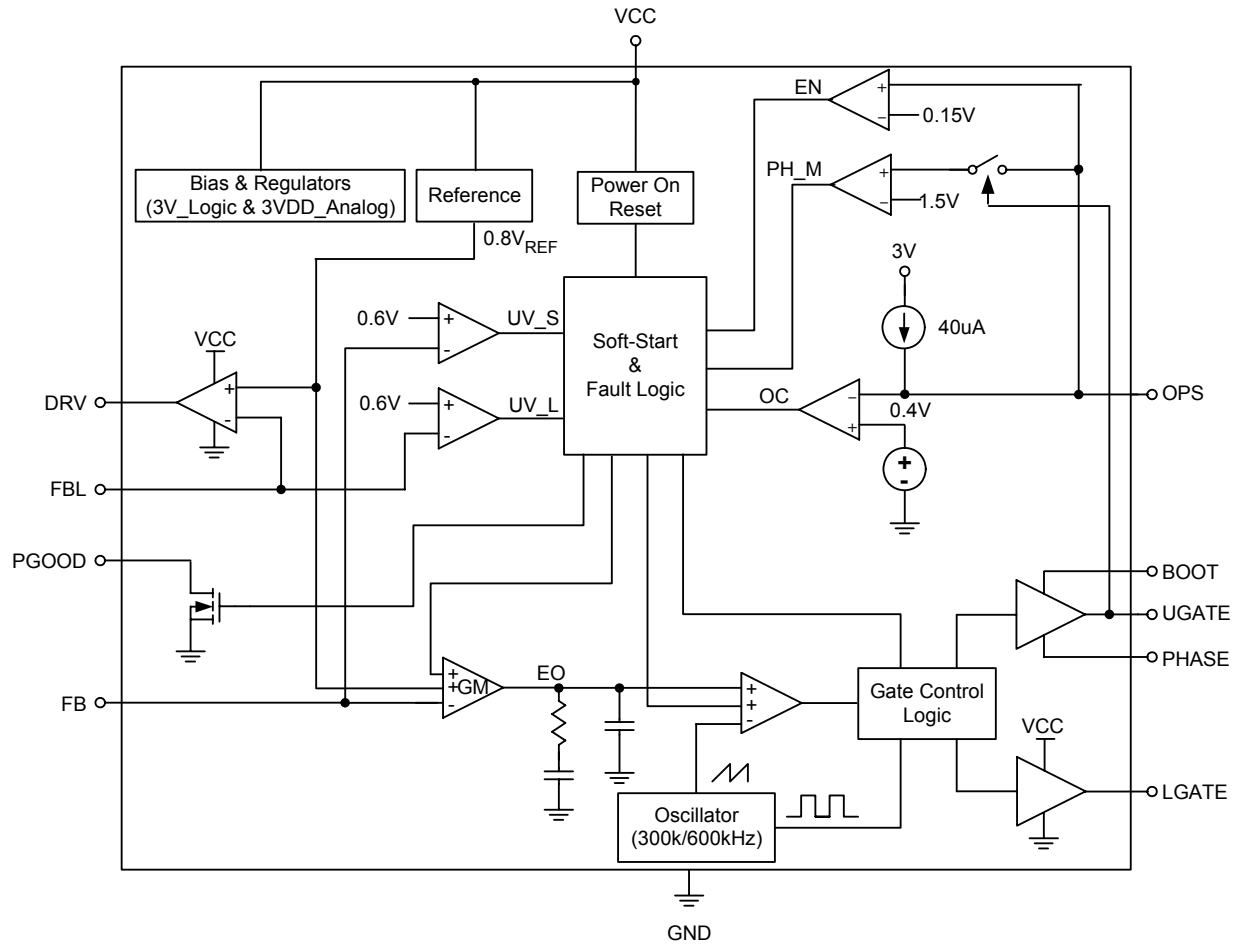 VCC
EN
+
−
0.15V
PH_M
+
−
1.5V
Bias & Regulators
(3V_Logic & 3VDD_Analog)
Reference
Power On
Reset
0.8VREF
3V
40uA
0.6V
+
-
UV_S
Soft-Start
&
Fault Logic
VCC
DRV
+
-
0.6V
+
-
UV_L
OC
−
+
0.4V
OPS
+
-
FBL
PGOOD
BOOT
UGATE
PHASE
FB
+
+
-
GM
EO
+
+
-
Gate Control
Logic
VCC
LGATE
Oscillator
(300k/600kHz)
GND